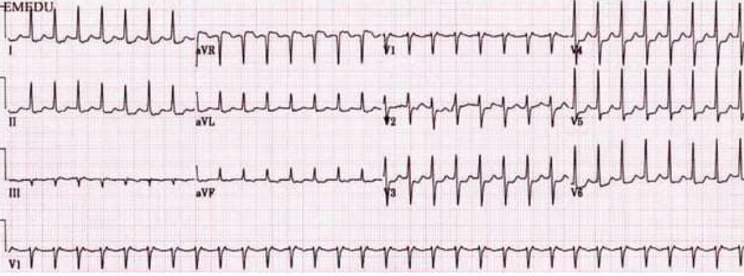 EMEDU
I aVR V1 V4
II aVL V2 V5
III aVF V3 V6
V1